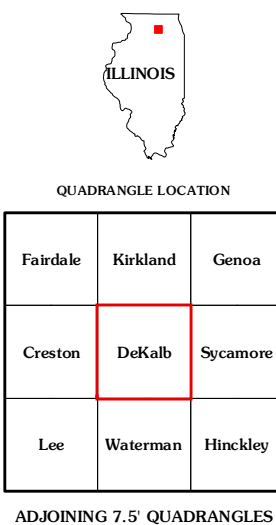 ILLINOIS
QUADRANGLE LOCATION
Fairdale Kirkland Genoa
Creston DeKalb Sycamore
Lee Waterman Hinckley
ADJOINING 7.5' QUADRANGLES